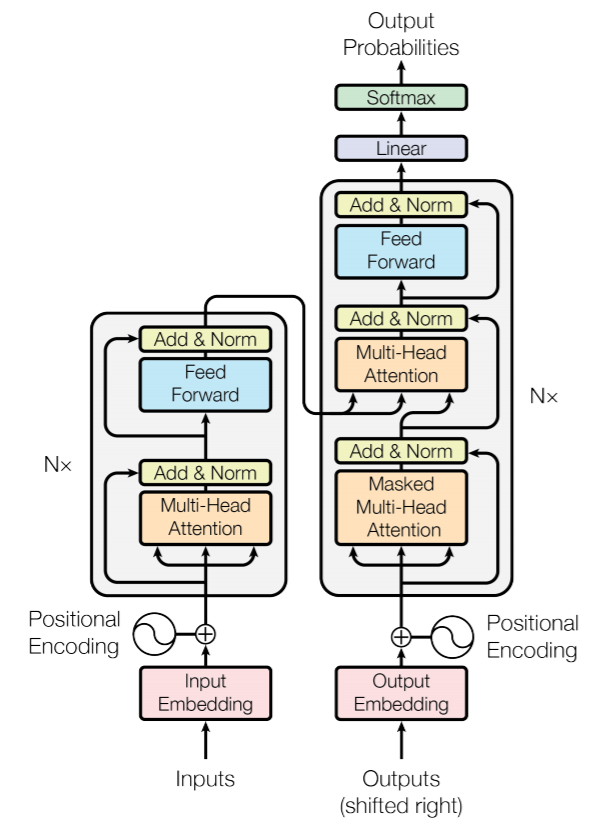 Output
Probabilities
Softmax
Linear
Add & Norm
Feed
Forward
Add & Norm
Multi-Head
Attention
Add & Norm
Masked
Multi-Head
Attention
N×
Add & Norm
Feed
Forward
Add & Norm
Multi-Head
Attention
N×
Positional
Encoding
Input
Embedding
Inputs
Positional
Encoding
Output
Embedding
Outputs
(shifted right)